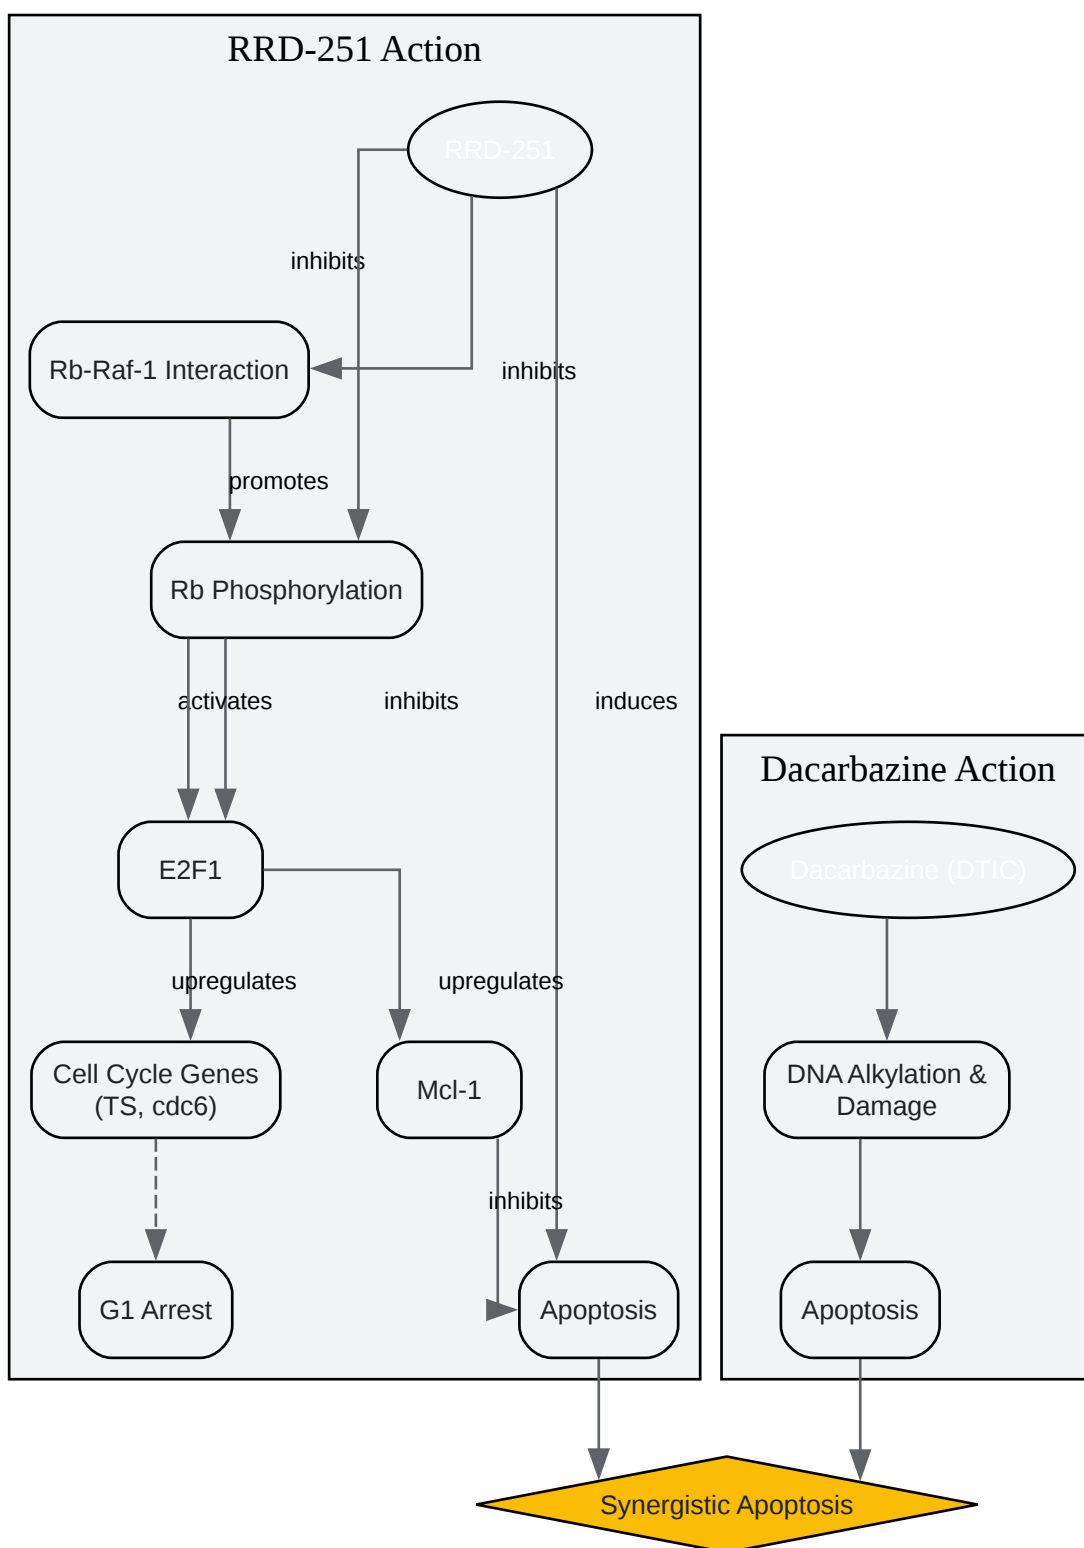 RRD-251 Action
RRD-251
inhibits
Rb-Raf-1 Interaction
inhibits
promotes
Rb Phosphorylation
activates
inhibits
induces
Dacarbazine Action
E2F1
Dacarbazine (DTIC)
upregulates
upregulates
Cell Cycle Genes
(TS, cdc6)
Mcl-1
DNA Alkylation &
Damage
inhibits
G1 Arrest
Apoptosis
Apoptosis
Synergistic Apoptosis